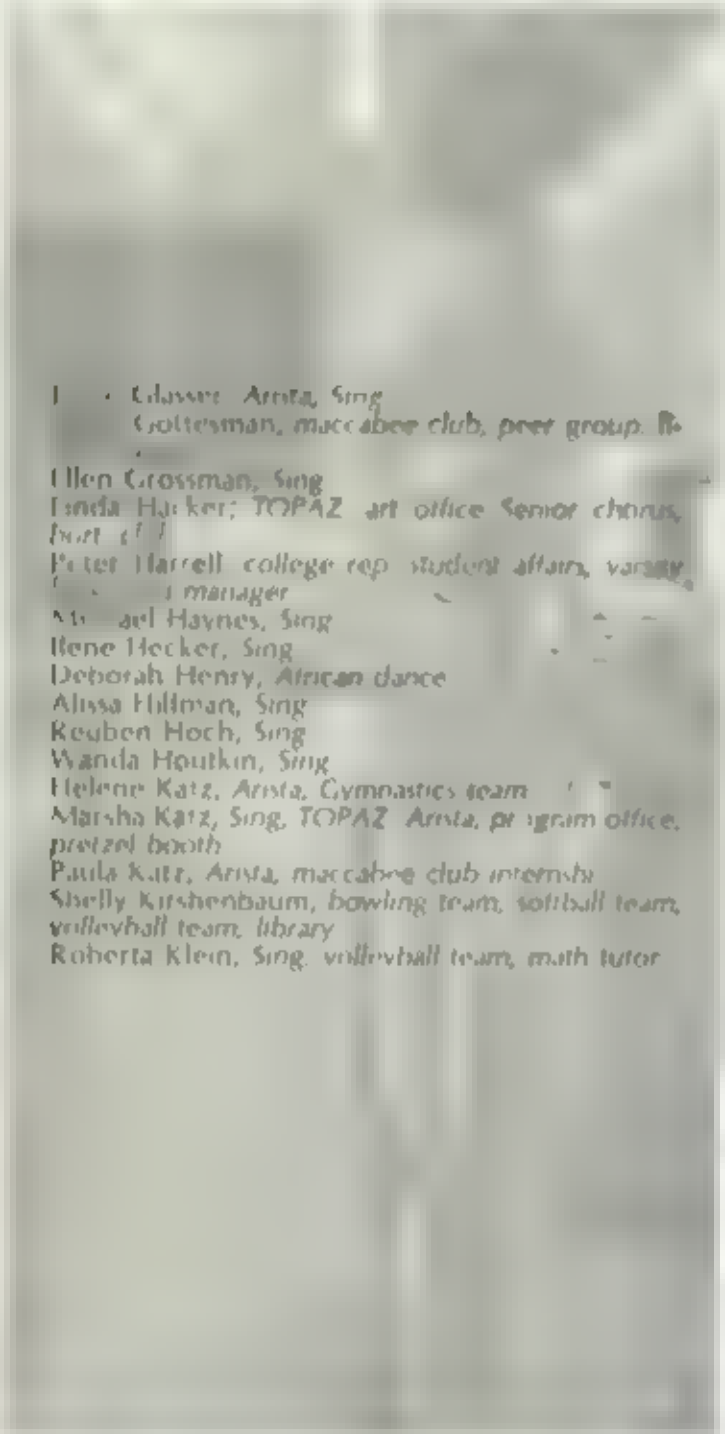 Glasser Arista, Sing
Gottesman, maccabee club, peer group.
Ellen Grossman, Sing
Linda Hacker; TOPAZ art office Senior chorus,
Peter Harrell college rep student affairs, varsity
manager
Michael Haynes, Sing
Ilene Hecker, Sing
Deborah Henry, African dance
Alissa Hillman, Sing
Reuben Hoch, Sing
Wanda Houtkin, Sing
Helene Katz, Arista, Gymnastics team
Marsha Katz, Sing, TOPAZ Arista, program office,
pretzel booth
Paula Katz, Arista, maccabee club
Shelly Kirshenbaum, bowling team, softball team,
volleyball team, library
Roberta Klein, Sing, volleyball team, math tutor